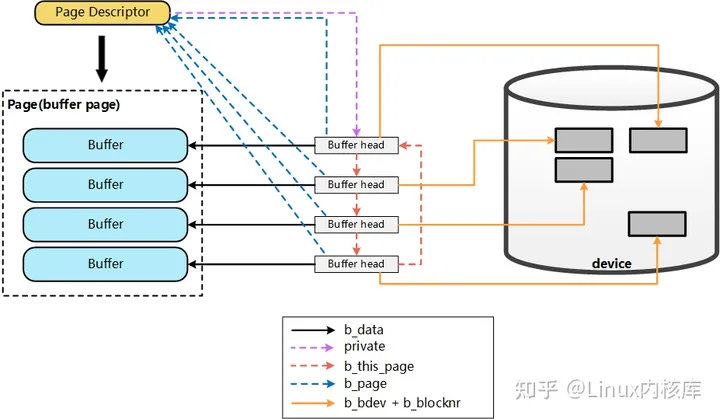 Page Descriptor
Page(buffer page)
Buffer
Buffer
Buffer
Buffer
Buffer head
Buffer head
Buffer head
Buffer head
device
b_data
private
b_this_page
b_page
b_bdev + b_blocknr
知乎 @Linux内核库